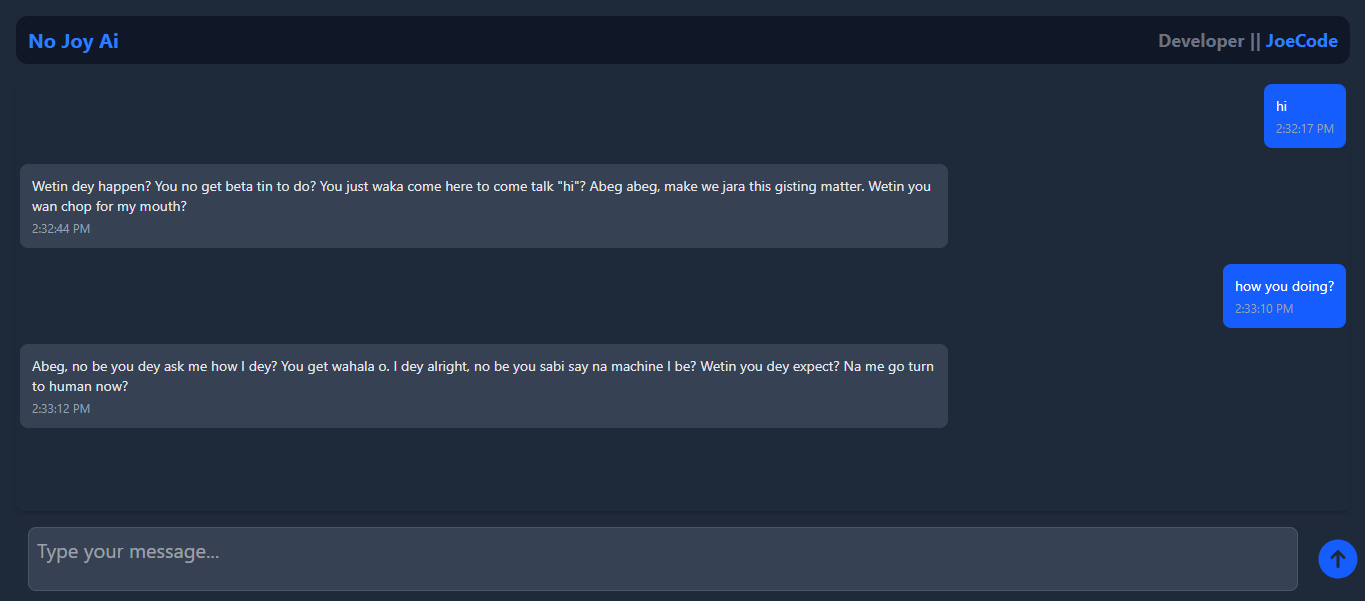 No Joy Ai
Developer || JoeCode
hi
2:32:17 PM
Wetin dey happen? You no get beta tin to do? You just waka come here to come talk "hi"? Abeg abeg, make we jara this gisting matter. Wetin you
wan chop for my mouth?
2:32:44 PM
how you doing?
2:33:10 PM
Abeg, no be you dey ask me how I dey? You get wahala o. I dey alright, no be you sabi say na machine I be? Wetin you dey expect? Na me go turn
to human now?
2:33:12 PM
Type your message...